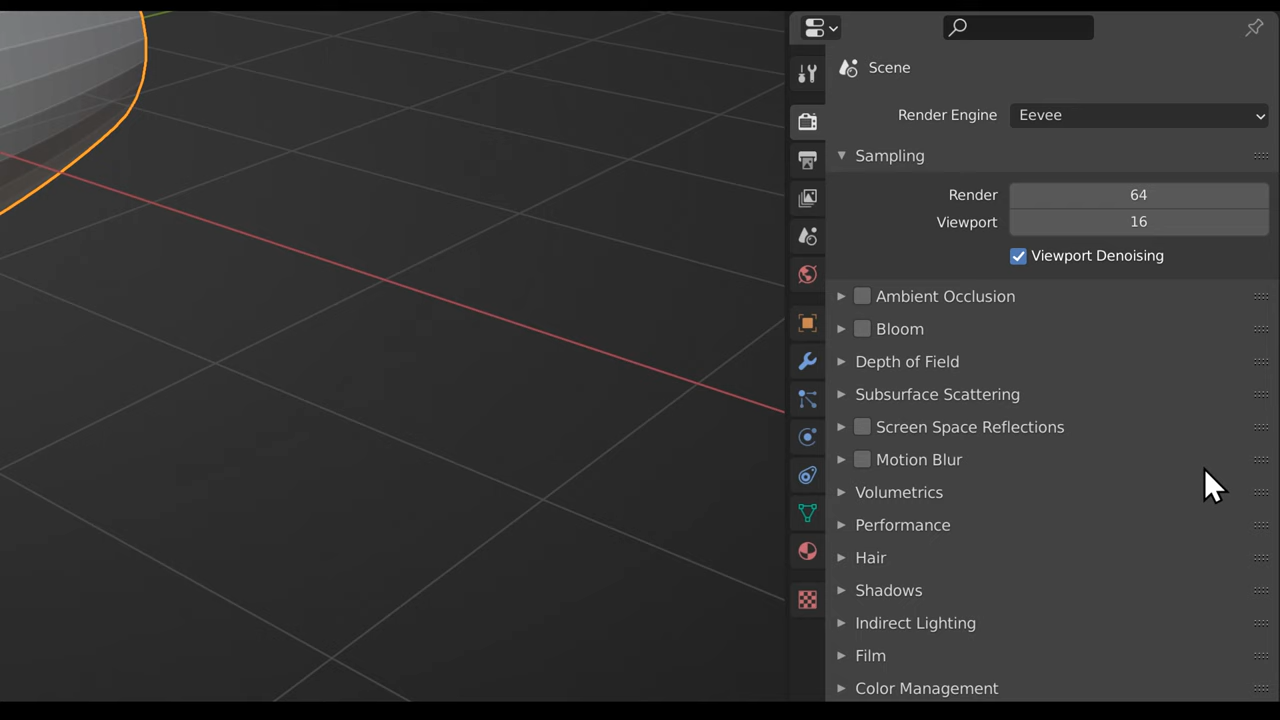 Scene
Render Engine Eevee
Sampling
Render 64
Viewport 16
Viewport Denoising
Ambient Occlusion
Bloom
Depth of Field
Subsurface Scattering
Screen Space Reflections
Motion Blur
Volumetrics
Performance
Hair
Shadows
Indirect Lighting
Film
Color Management